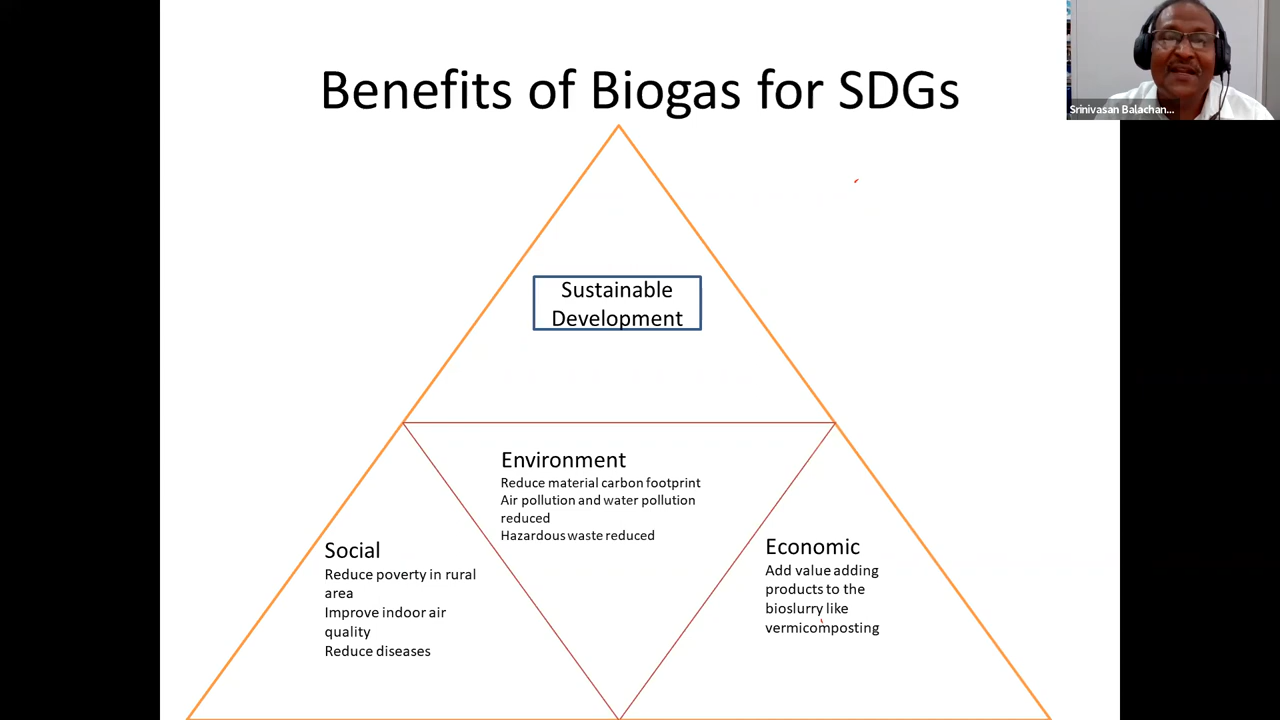 Benefits of Biogas for SDGs
Srinivasan Balachan...
Sustainable
Development
Environment
Reduce material carbon footprint
Air pollution and water pollution
reduced
Hazardous waste reduced
Social
Reduce poverty in rural
area
Improve indoor air
quality
Reduce diseases
Economic
Add value adding
products to the
bioslurry like
vermicomposting